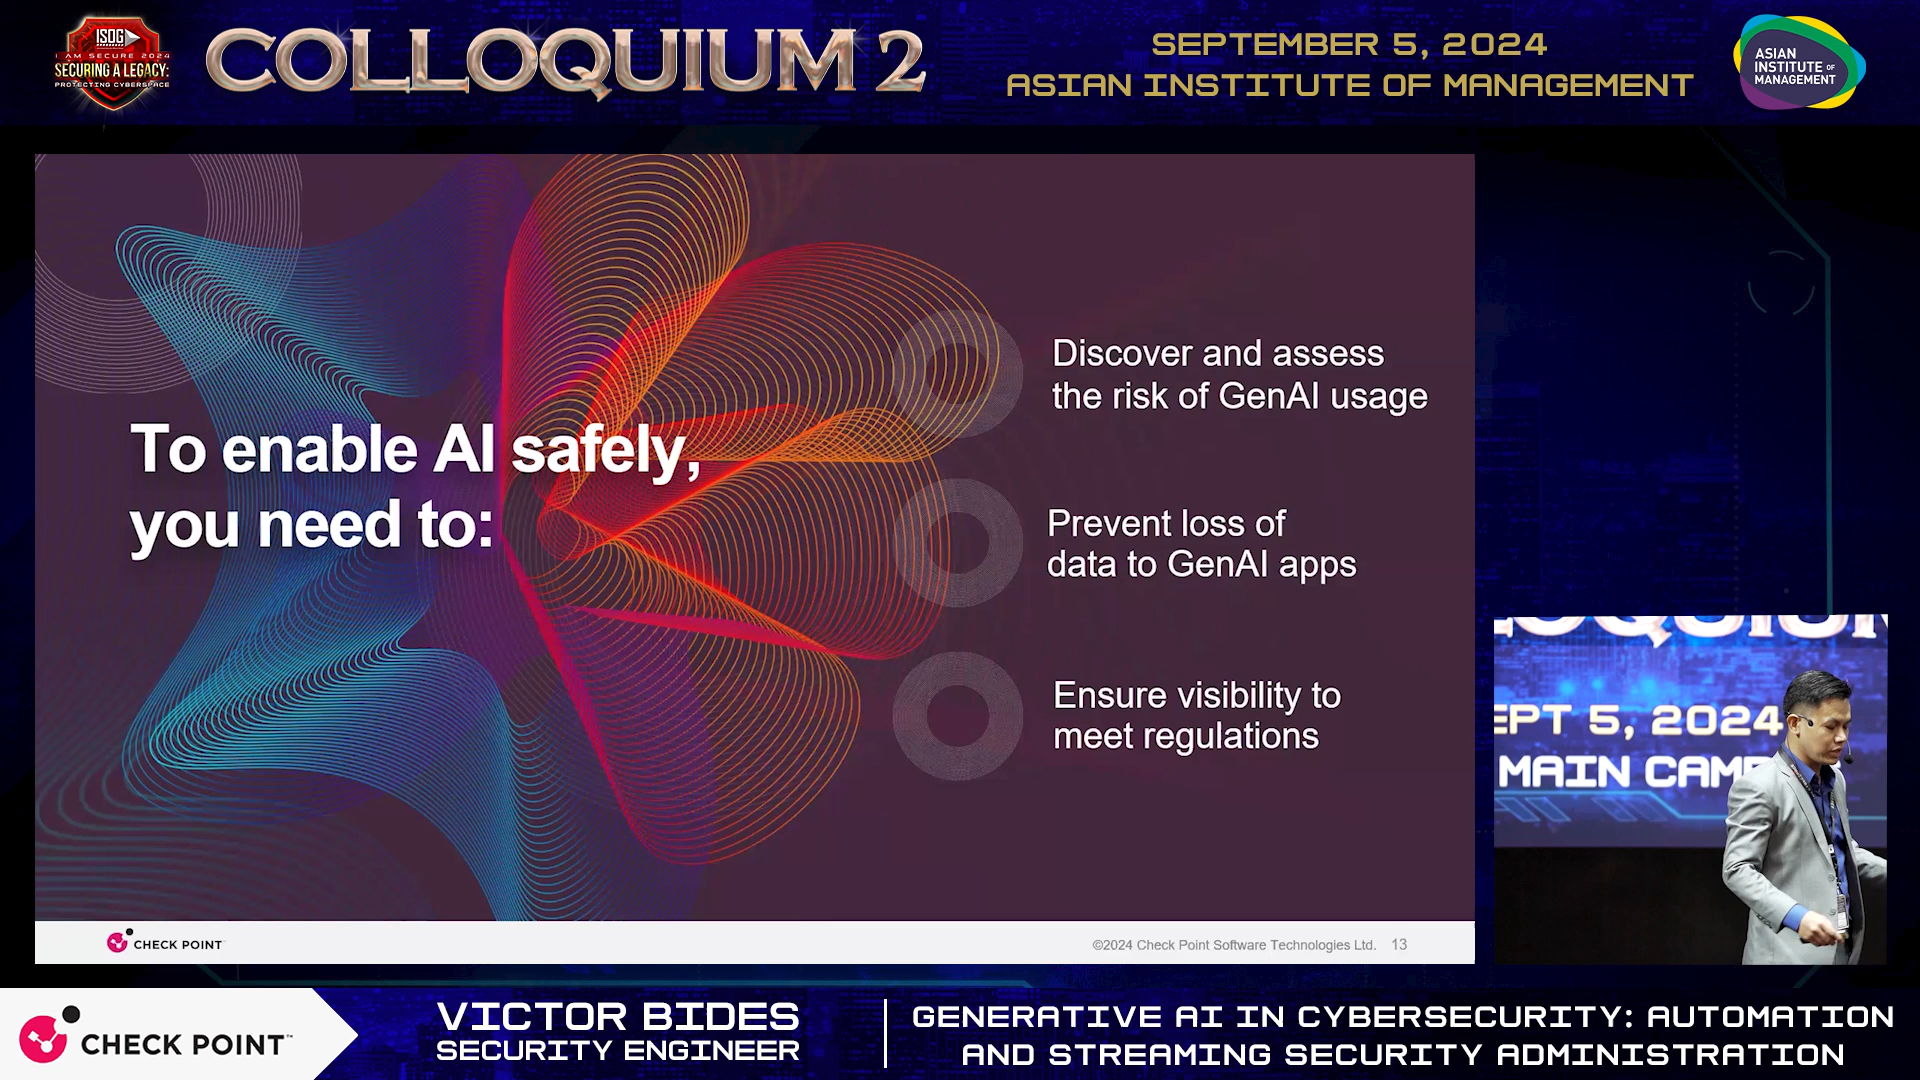 ISOG
I AM SECURE 2024
SECURING A LEGACY:
PROTECTING CYBERSPACE
COLLOQUIUM 2
SEPTEMBER 5, 2024
ASIAN INSTITUTE OF MANAGEMENT
ASIAN
INSTITUTE OF
MANAGEMENT
To enable AI safely,
you need to:
Discover and assess
the risk of GenAI usage
Prevent loss of
data to GenAI apps
Ensure visibility to
meet regulations
CHECK POINT
©2024 Check Point Software Technologies Ltd. 13
LOQUIUM
EPT 5, 2024
MAIN CAMP
CHECK POINT™
VICTOR BIDES
SECURITY ENGINEER
GENERATIVE AI IN CYBERSECURITY: AUTOMATION
AND STREAMING SECURITY ADMINISTRATION